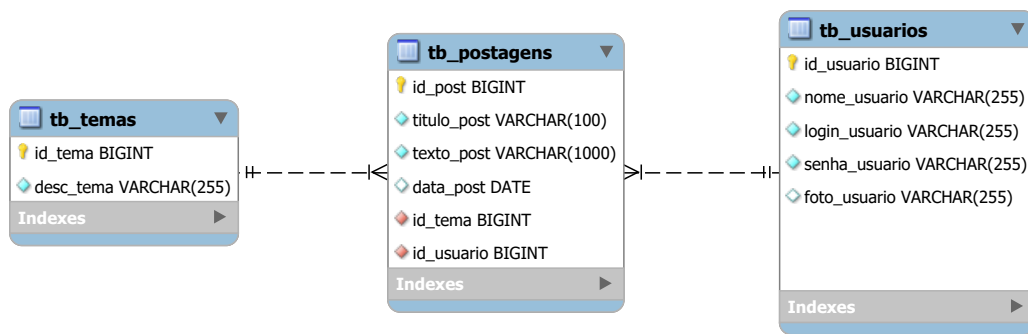 tb_temas
id_tema BIGINT
desc_tema VARCHAR(255)
Indexes
tb_postagens
id_post BIGINT
titulo_post VARCHAR(100)
texto_post VARCHAR(1000)
data_post DATE
id_tema BIGINT
id_usuario BIGINT
Indexes
tb_usuarios
id_usuario BIGINT
nome_usuario VARCHAR(255)
login_usuario VARCHAR(255)
senha_usuario VARCHAR(255)
foto_usuario VARCHAR(255)
Indexes